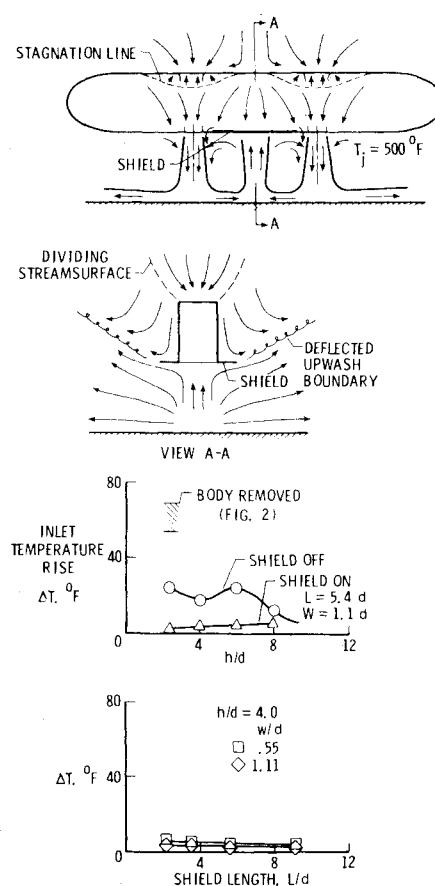 A
STAGNATION LINE
SHIELD
T_j = 500 °F
A
DIVIDING
STREAMSURFACE
DEFLECTED
UPWASH
BOUNDARY
SHIELD
VIEW A-A
80
BODY REMOVED
(FIG. 2)
INLET
TEMPERATURE
RISE
ΔT, °F
40
SHIELD OFF
SHIELD ON
L = 5.4 d
W = 1.1 d
0
4
8
12
h/d
80
h/d = 4.0
w/d
.55
1.11
ΔT, °F
40
0
4
8
12
SHIELD LENGTH, L/d